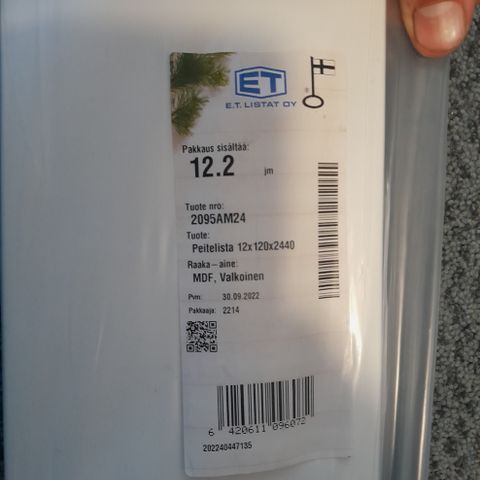 ET
E.T. LISTAT OY
Pakkaus sisältää:
12.2 jm
Tuote nro:
2095AM24
Tuote:
Peitelista 12x120x2440
Raaka-aine:
MDF, Valkoinen
Pvm: 30.09.2022
Pakkaaja: 2214
6 420611 096072
202240447135